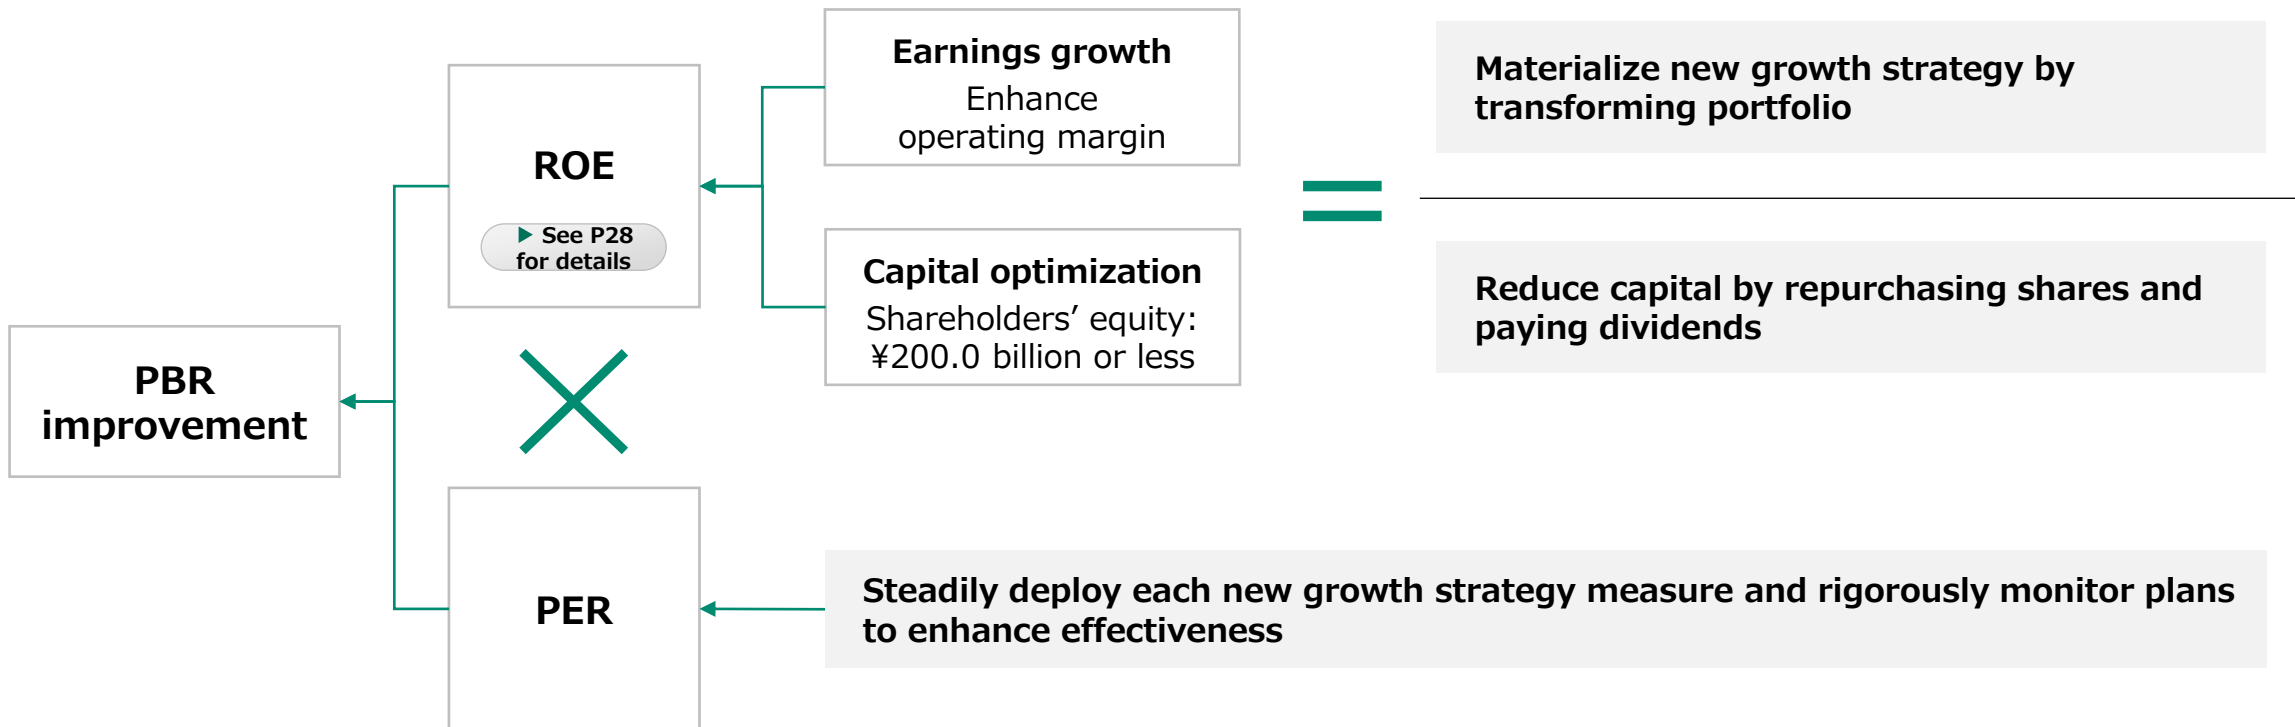 PBR
improvement
ROE
▶ See P28
for details
PER
Earnings growth
Enhance
operating margin
Capital optimization
Shareholders’ equity:
¥200.0 billion or less
Materialize new growth strategy by
transforming portfolio
Reduce capital by repurchasing shares and
paying dividends
Steadily deploy each new growth strategy measure and rigorously monitor plans
to enhance effectiveness